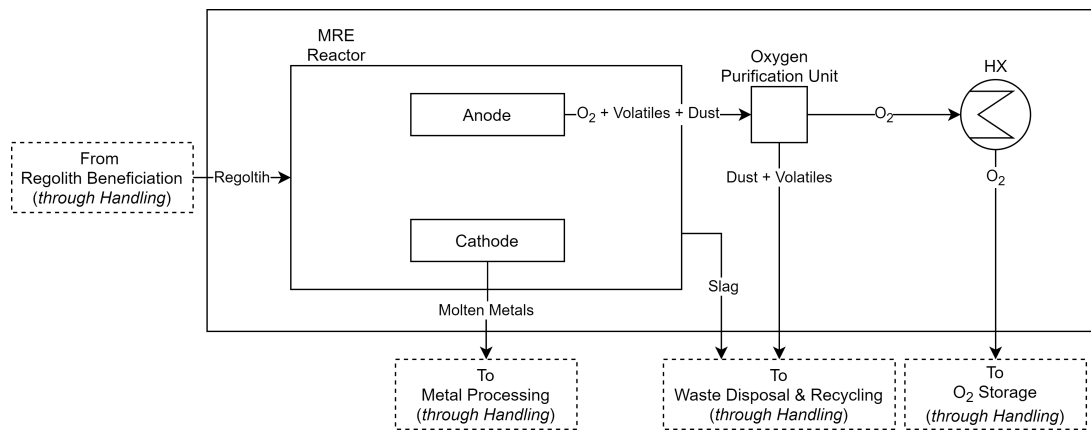 MRE
Reactor
Oxygen
Purification Unit
HX
Anode
O2 + Volatiles + Dust
O2
From
Regolith Beneficiation
(through Handling)
Regoltih
Dust + Volatiles
O2
Cathode
Slag
Molten Metals
To
Metal Processing
(through Handling)
To
Waste Disposal & Recycling
(through Handling)
To
O2 Storage
(through Handling)